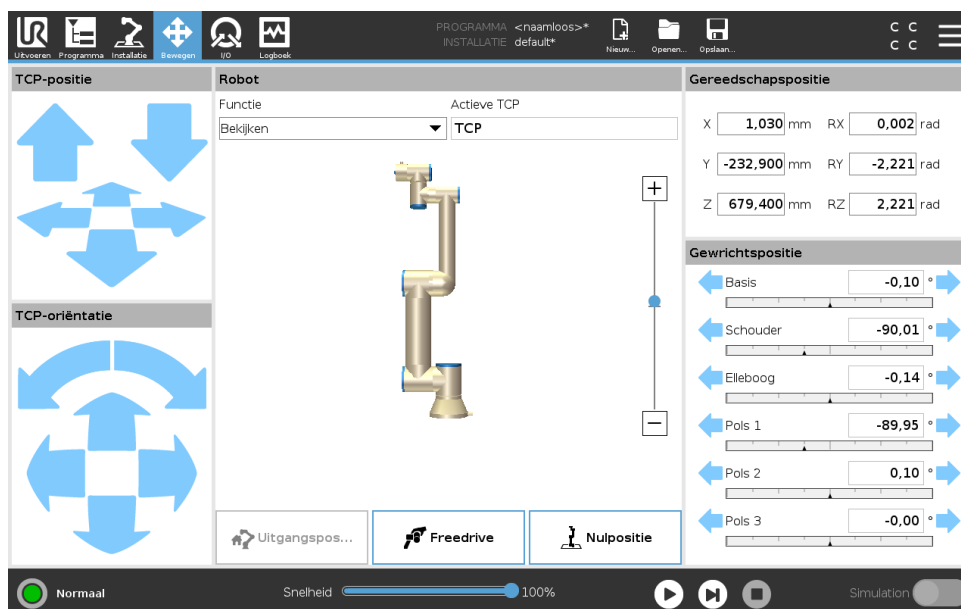 UR
PROGRAMMA <naamloos>*
INSTALLATIE default*
Uitvoeren Programma Installatie Bewegen I/O Logboek
Nieuw... Openen... Opslaan...
C C
C C
TCP-positie
Robot
Gereedschapspositie
Functie
Actieve TCP
Bekijken
TCP
X 1,030 mm RX 0,002 rad
Y -232,900 mm RY -2,221 rad
Z 679,400 mm RZ 2,221 rad
+
−
Gewrichtspositie
Basis -0,10 °
Schouder -90,01 °
Elleboog -0,14 °
Pols 1 -89,95 °
Pols 2 0,10 °
Pols 3 -0,00 °
TCP-oriëntatie
Uitgangspos...
Freedrive
Nulpositie
Normaal
Snelheid 100%
Simulation